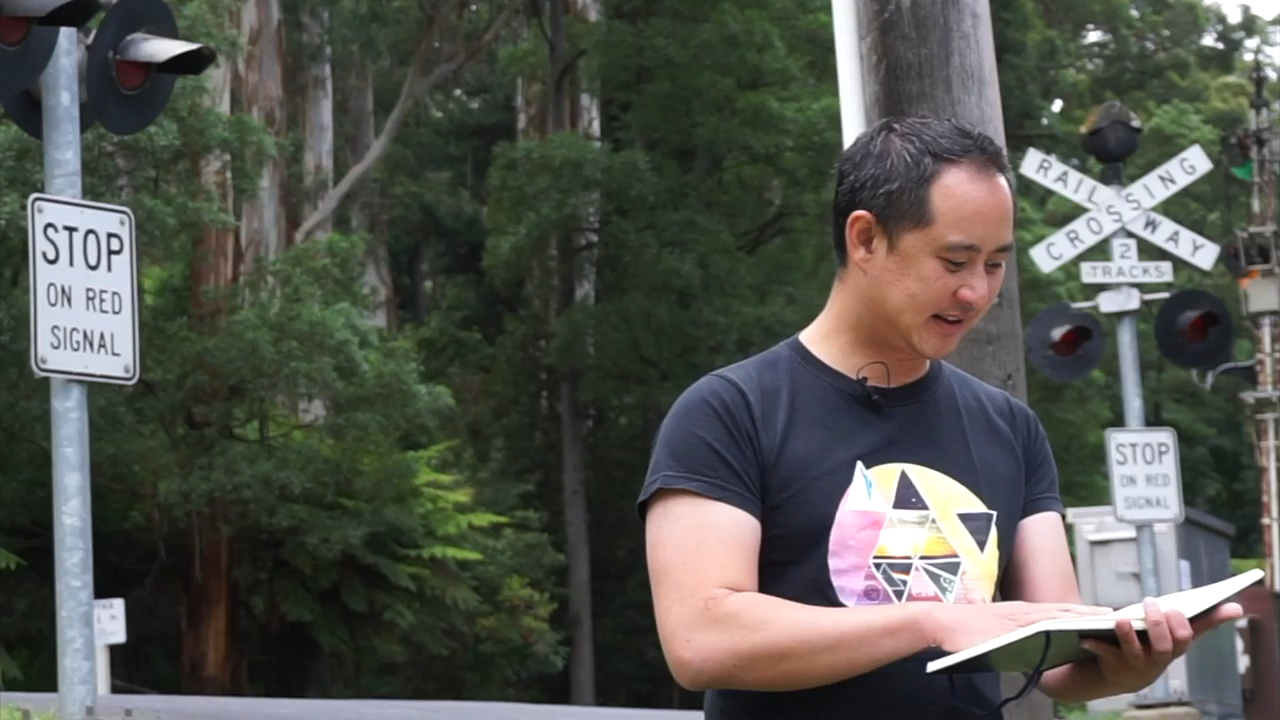 STOP
ON RED
SIGNAL
RAILWAY
CROSSING
2
TRACKS
STOP
ON RED
SIGNAL